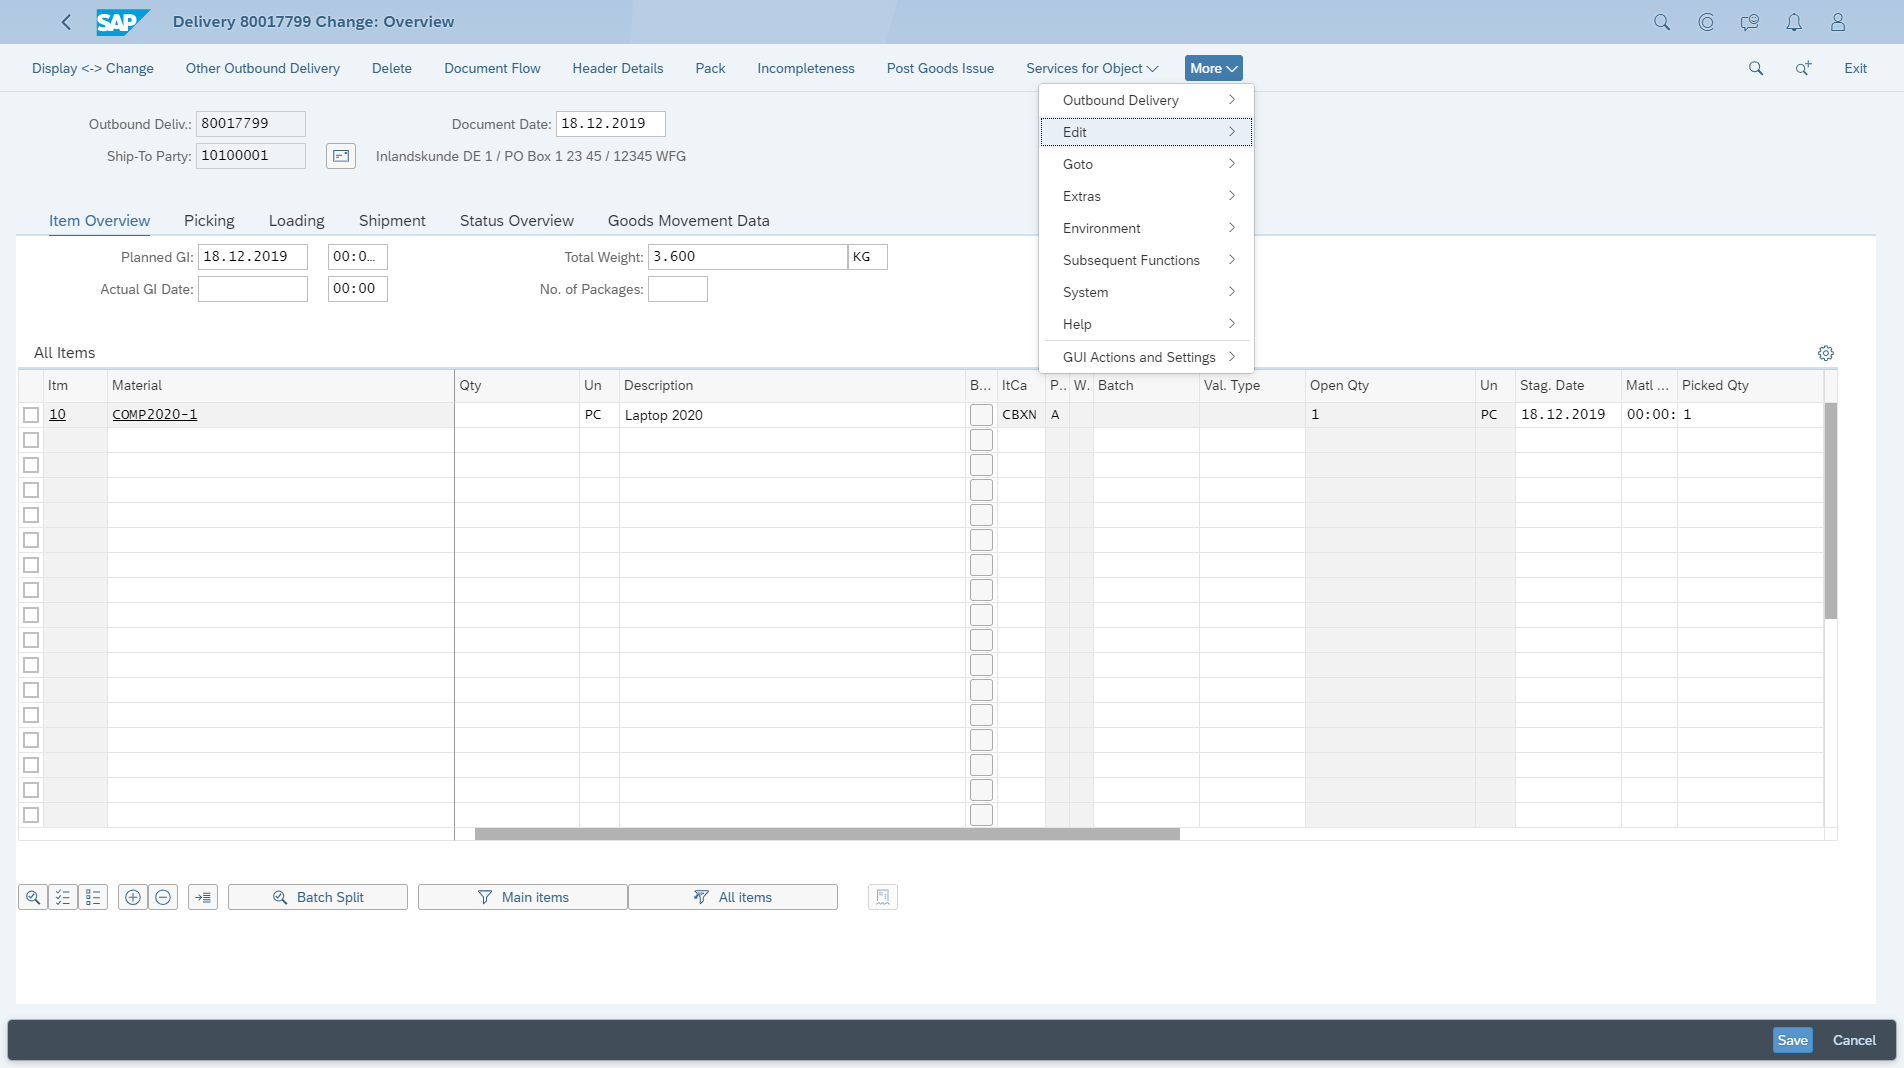 SAP Delivery 80017799 Change: Overview
Display <-> Change Other Outbound Delivery Delete Document Flow Header Details Pack Incompleteness Post Goods Issue Services for Object More Exit
Outbound Deliv.: 80017799 Document Date: 18.12.2019
Ship-To Party: 10100001 Inlandskunde DE 1 / PO Box 1 23 45 / 12345 WFG
Outbound Delivery
Edit
Goto
Extras
Environment
Subsequent Functions
System
Help
GUI Actions and Settings
Item Overview Picking Loading Shipment Status Overview Goods Movement Data
Planned GI: 18.12.2019 00:0... Total Weight: 3.600 KG
Actual GI Date: 00:00 No. of Packages:
All Items
Itm Material Qty Un Description B... ItCa P.. W. Batch Val. Type Open Qty Un Stag. Date Matl ... Picked Qty
10 COMP2020-1 PC Laptop 2020 CBXN A 1 PC 18.12.2019 00:00: 1
Batch Split Main items All items
Save Cancel